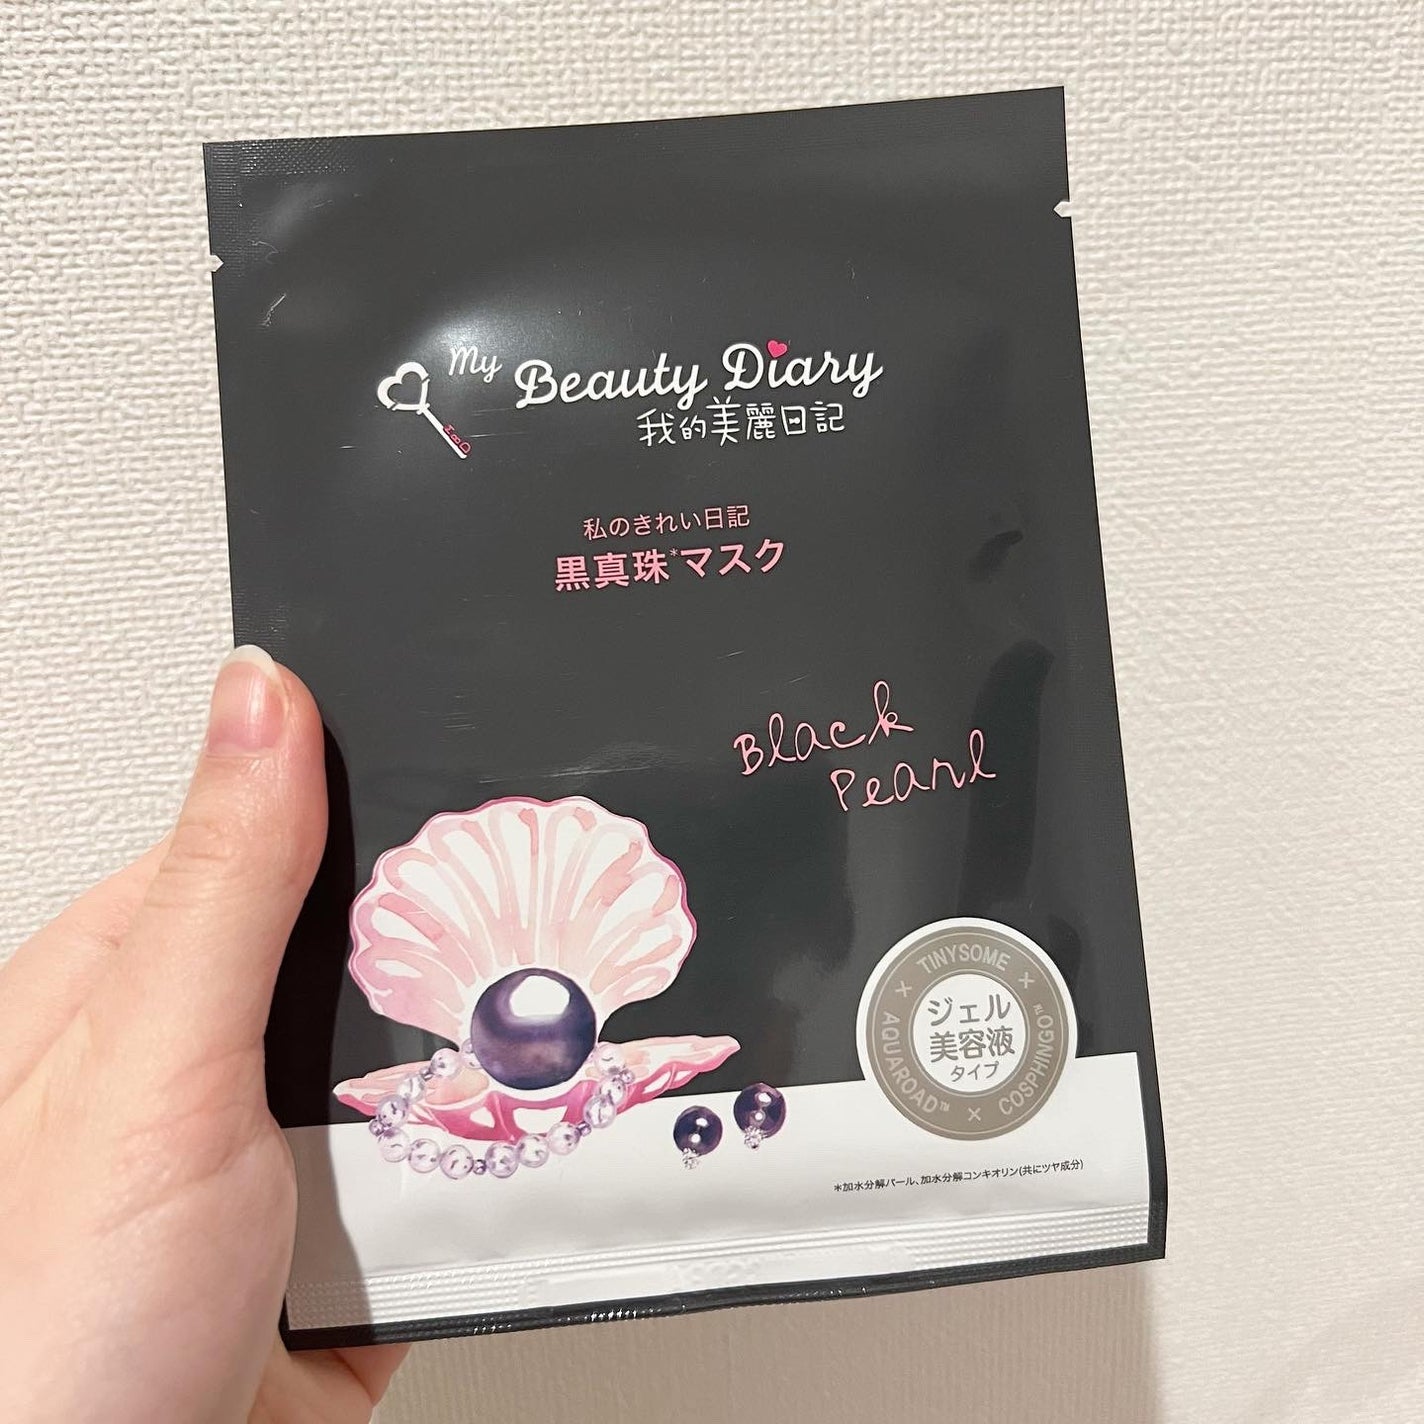 My Beauty Diary
我的美麗日記
MBD
私のきれい日記
黒真珠*マスク
Black
Pearl
TINYSOME × COSPHINGO™ × AQUAROAD™ ×
ジェル
美容液
タイプ
*加水分解パール、加水分解コンキオリン(共にツヤ成分)